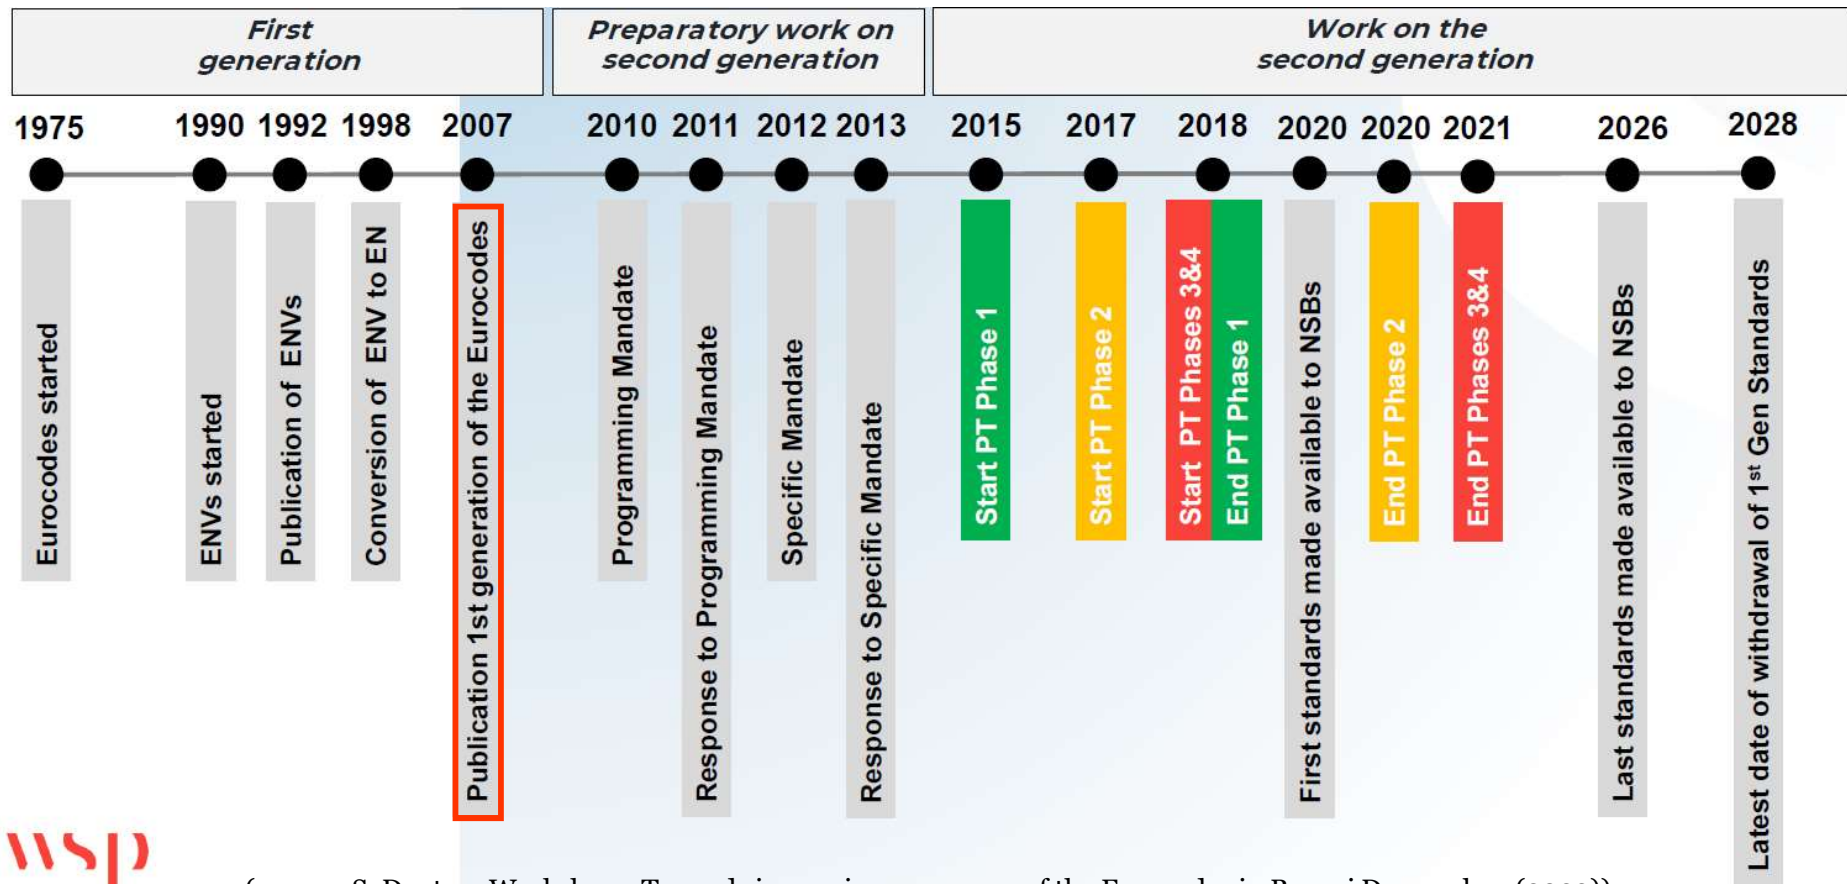 First
generation
Preparatory work on
second generation
Work on the
second generation
1975
1990
1992
1998
2007
2010
2011
2012
2013
2015
2017
2018
2020
2020
2021
2026
2028
Eurocodes started
ENVs started
Publication of ENVs
Conversion of ENV to EN
Publication 1st generation of the Eurocodes
Programming Mandate
Response to Programming Mandate
Specific Mandate
Response to Specific Mandate
Start PT Phase 1
Start PT Phase 2
Start PT Phases 3&4
End PT Phase 1
First standards made available to NSBs
End PT Phase 2
End PT Phases 3&4
Last standards made available to NSBs
Latest date of withdrawal of 1st Gen Standards
wsp